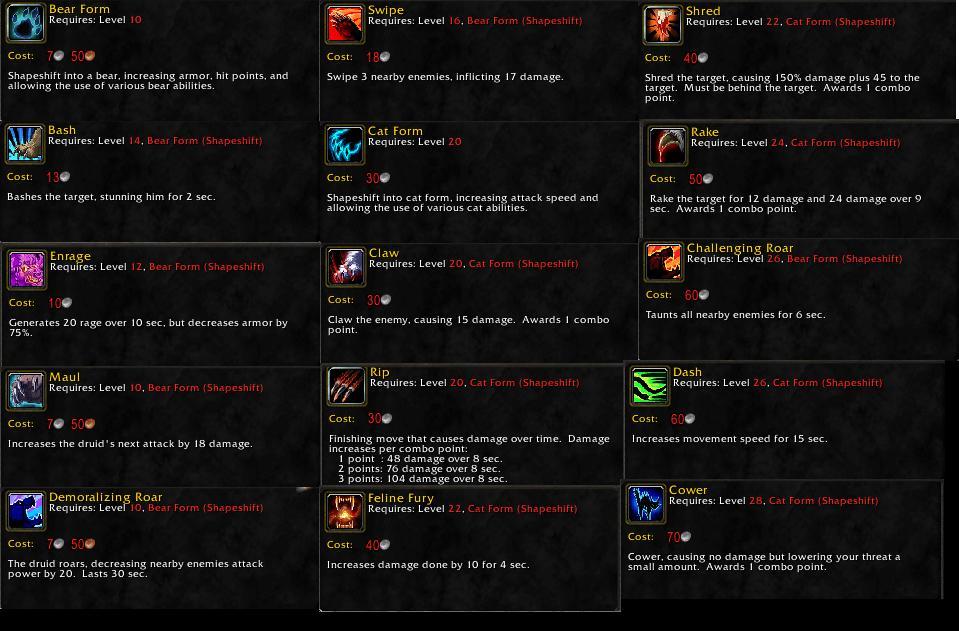 Bear Form
Requires: Level 10
Cost: 7 50
Shapeshift into a bear, increasing armor, hit points, and
allowing the use of various bear abilities.
Bash
Requires: Level 14, Bear Form (Shapeshift)
Cost: 13
Bashes the target, stunning him for 2 sec.
Enrage
Requires: Level 12, Bear Form (Shapeshift)
Cost: 10
Generates 20 rage over 10 sec, but decreases armor by
75%.
Maul
Requires: Level 10, Bear Form (Shapeshift)
Cost: 7 50
Increases the druid's next attack by 18 damage.
Demoralizing Roar
Requires: Level 10, Bear Form (Shapeshift)
Cost: 7 50
The druid roars, decreasing nearby enemies attack
power by 20. Lasts 30 sec.
Swipe
Requires: Level 16, Bear Form (Shapeshift)
Cost: 18
Swipe 3 nearby enemies, inflicting 17 damage.
Cat Form
Requires: Level 20
Cost: 30
Shapeshift into cat form, increasing attack speed and
allowing the use of various cat abilities.
Claw
Requires: Level 20, Cat Form (Shapeshift)
Cost: 30
Claw the enemy, causing 15 damage. Awards 1 combo
point.
Rip
Requires: Level 20, Cat Form (Shapeshift)
Cost: 30
Finishing move that causes damage over time. Damage
increases per combo point:
1 point : 48 damage over 8 sec.
2 points: 76 damage over 8 sec.
3 points: 104 damage over 8 sec.
Feline Fury
Requires: Level 22, Cat Form (Shapeshift)
Cost: 40
Increases damage done by 10 for 4 sec.
Shred
Requires: Level 22, Cat Form (Shapeshift)
Cost: 40
Shred the target, causing 150% damage plus 45 to the
target. Must be behind the target. Awards 1 combo
point.
Rake
Requires: Level 24, Cat Form (Shapeshift)
Cost: 50
Rake the target for 12 damage and 24 damage over 9
sec. Awards 1 combo point.
Challenging Roar
Requires: Level 26, Bear Form (Shapeshift)
Cost: 60
Taunts all nearby enemies for 6 sec.
Dash
Requires: Level 26, Cat Form (Shapeshift)
Cost: 60
Increases movement speed for 15 sec.
Cower
Requires: Level 28, Cat Form (Shapeshift)
Cost: 70
Cower, causing no damage but lowering your threat a
small amount. Awards 1 combo point.